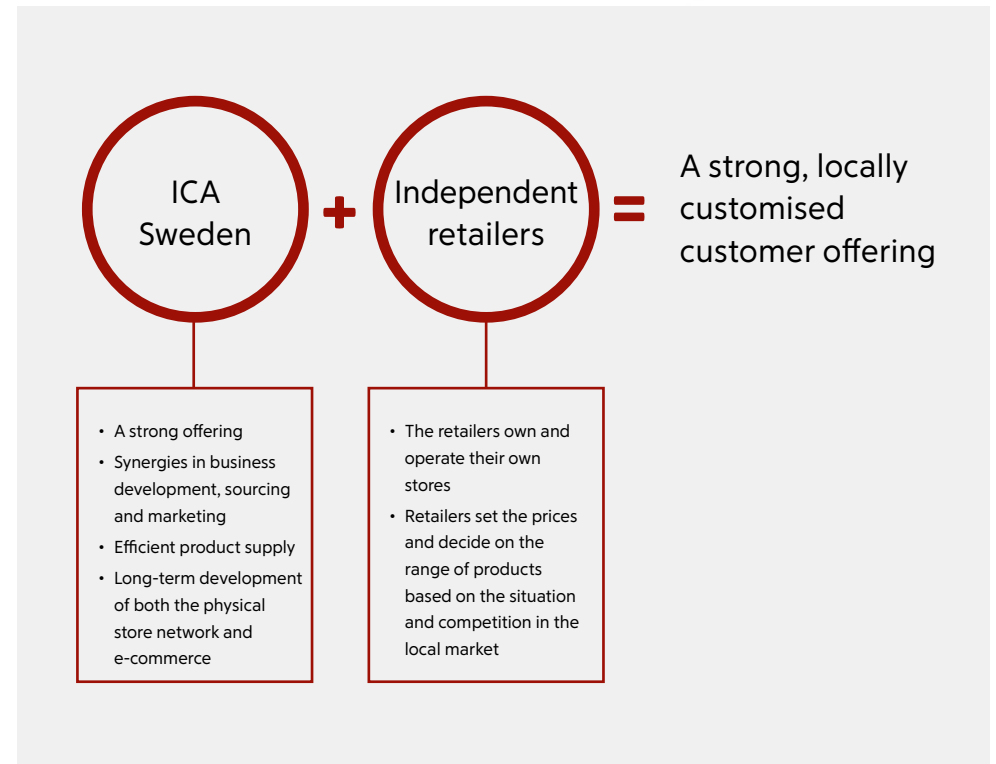 ICA
Sweden
+
Independent
retailers
=
A strong, locally
customised
customer offering
• A strong offering
• Synergies in business
development, sourcing
and marketing
• Efficient product supply
• Long-term development
of both the physical
store network and
e-commerce
• The retailers own and
operate their own
stores
• Retailers set the prices
and decide on the
range of products
based on the situation
and competition in the
local market